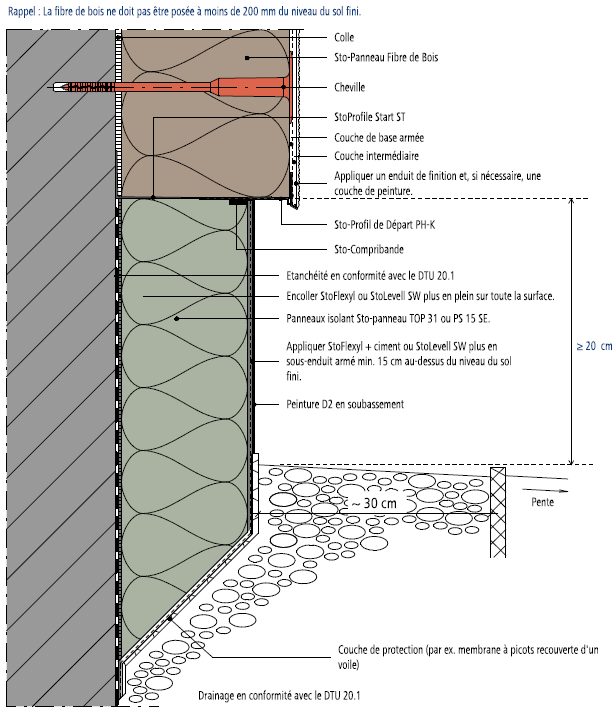 Rappel : La fibre de bois ne doit pas être posée à moins de 200 mm du niveau du sol fini.
Colle
Sto-Panneau Fibre de Bois
Cheville
StoProfile Start ST
Couche de base armée
Couche intermédiaire
Appliquer un enduit de finition et, si nécessaire, une
couche de peinture.
Sto-Profil de Départ PH-K
Sto-Compribande
Etanchéité en conformité avec le DTU 20.1
Encoller StoFlexyl ou StoLevell SW plus en plein sur toute la surface.
Panneaux isolant Sto-panneau TOP 31 ou PS 15 SE.
Appliquer StoFlexyl + ciment ou StoLevell SW plus en
sous-enduit armé min. 15 cm au-dessus du niveau du sol
fini.
≥ 20 cm
Peinture D2 en soubassement
~ 30 cm
Pente
Couche de protection (par ex. membrane à picots recouverte d'un
voile)
Drainage en conformité avec le DTU 20.1